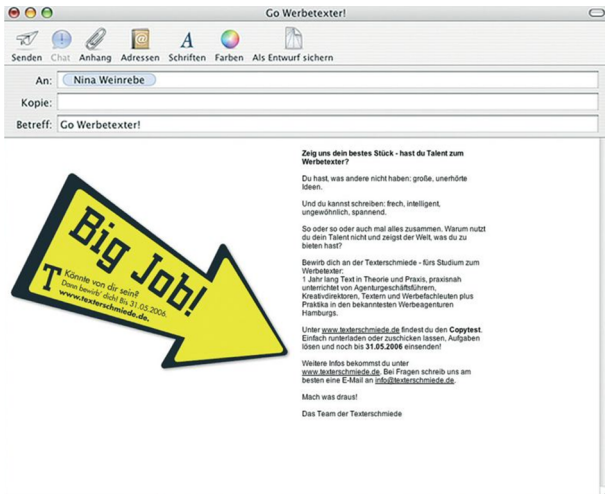 Go Werbetexter!
Senden Chat Anhang Adressen Schriften Farben Als Entwurf sichern
An: Nina Weinrebe
Kopie:
Betreff: Go Werbetexter!
Big Job!
T Könnte von dir sein?
Dann bewirb' dich! Bis 31.05.2006.
www.texterschmiede.de.
Zeig uns dein bestes Stück - hast du Talent zum
Werbetexter?
Du hast, was andere nicht haben: große, unerhörte
Ideen.
Und du kannst schreiben: frech, intelligent,
ungewöhnlich, spannend.
So oder so oder auch mal alles zusammen. Warum nutzt
du dein Talent nicht und zeigst der Welt, was du zu
bieten hast?
Bewirb dich an der Texterschmiede - fürs Studium zum
Werbetexter:
1 Jahr lang Text in Theorie und Praxis, praxisnah
unterrichtet von Agenturgeschäftsführern,
Kreativdirektoren, Textern und Werbefachleuten plus
Praktika in den bekanntesten Werbeagenturen
Hamburgs.
Unter www.texterschmiede.de findest du den Copytest.
Einfach runterladen oder zuschicken lassen, Aufgaben
lösen und noch bis 31.05.2006 einsenden!
Weitere Infos bekommst du unter
www.texterschmiede.de. Bei Fragen schreib uns am
besten eine E-Mail an info@texterschmiede.de.
Mach was draus!
Das Team der Texterschmiede